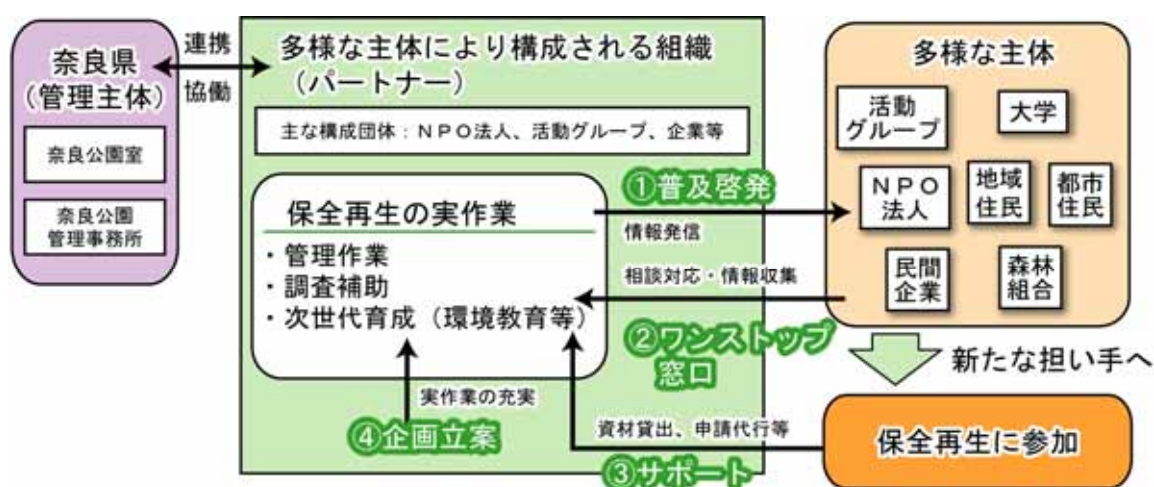 奈良県
（管理主体）
奈良公園室
奈良公園
管理事務所
連携
協働
多様な主体により構成される組織
（パートナー）
主な構成団体：ＮＰＯ法人、活動グループ、企業等
保全再生の実作業
・管理作業
・調査補助
・次世代育成（環境教育等）
①普及啓発
情報発信
相談対応・情報収集
②ワンストップ
窓口
実作業の充実
④企画立案
資材貸出、申請代行等
③サポート
多様な主体
活動
グループ
大学
ＮＰＯ
法人
地域
住民
都市
住民
民間
企業
森林
組合
新たな担い手へ
保全再生に参加